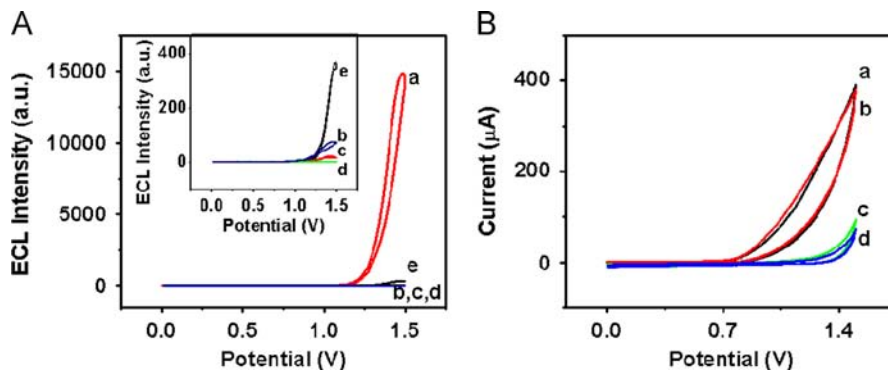 A
ECL Intensity (a.u.)
15000
10000
5000
0
0.0
0.5
1.0
1.5
Potential (V)
a
e
b,c,d
ECL Intensity (a.u.)
400
200
0
0.0
0.5
1.0
1.5
Potential (V)
e
b
c
d
B
Current (μA)
400
200
0
0.0
0.7
1.4
Potential (V)
a
b
c
d